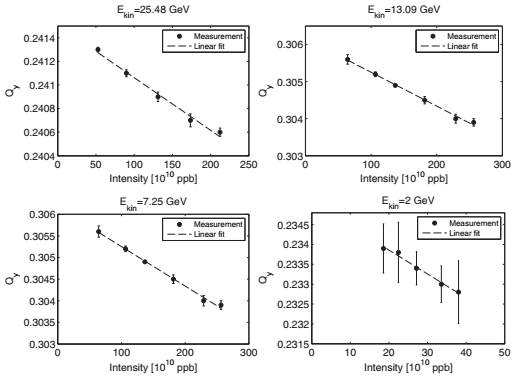 E_kin=25.48 GeV
0.2414
0.2412
0.241
0.2408
0.2406
0.2404
Q_y
Measurement
Linear fit
0 50 100 150 200 250
Intensity [10^10 ppb]
E_kin=13.09 GeV
0.306
0.305
0.304
0.303
Q_y
Measurement
Linear fit
0 100 200 300
Intensity [10^10 ppb]
E_kin=7.25 GeV
0.306
0.3055
0.305
0.3045
0.304
0.3035
0.303
Q_y
Measurement
Linear fit
0 100 200 300
Intensity [10^10 ppb]
E_kin=2 GeV
0.234
0.2345
0.2335
0.233
0.2325
0.232
0.2315
Q_y
Measurement
Linear fit
0 10 20 30 40 50
Intensity [10^10 ppb]